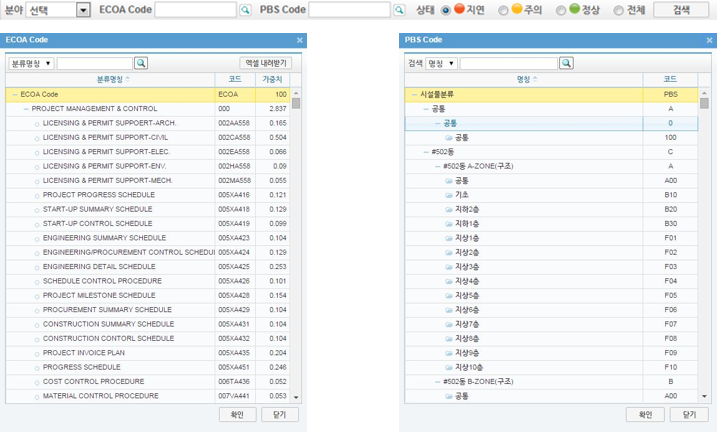 분야 선택 ECOA Code PBS Code 상태 지연 주의 정상 전체 검색
ECOA Code
분류명칭 엑셀 내려받기
분류명칭 코드 가중치
ECOA Code ECOA 100
PROJECT MANAGEMENT & CONTROL 000 2.837
LICENSING & PERMIT SUPPOERT-ARCH. 002AA558 0.165
LICENSING & PERMIT SUPPORT-CIVIL 002CA558 0.504
LICENSING & PERMIT SUPPORT-ELEC. 002EA558 0.066
LICENSING & PERMIT SUPPORT-ENV. 002HA558 0.09
LICENSING & PERMIT SUPPORT-MECH. 002MA558 0.055
PROJECT PROGRESS SCHEDULE 005XA416 0.121
START-UP SUMMARY SCHEDULE 005XA418 0.129
START-UP CONTROL SCHEDULE 005XA419 0.099
ENGINEERING SUMMARY SCHEDULE 005XA423 0.104
ENGINEERING/PROCUREMENT CONTROL SCHEDUL 005XA424 0.129
ENGINEERING DETAIL SCHEDULE 005XA425 0.253
SCHEDULE CONTROL PROCEDURE 005XA426 0.101
PROJECT MILESTONE SCHEDULE 005XA428 0.154
PROCUREMENT SUMMARY SCHEDULE 005XA429 0.104
CONSTRUCTION SUMMARY SCHEDULE 005XA431 0.104
CONSTRUCTION CONTORL SCHEDULE 005XA432 0.104
PROJECT INVOICE PLAN 005XA435 0.204
PROGRESS SCHEDULE 005XA451 0.246
COST CONTROL PROCEDURE 006TA436 0.052
MATERIAL CONTROL PROCEDURE 007VA441 0.053
확인 닫기
PBS Code
검색 명칭
명칭 코드
시설물분류 PBS
공통 A
공통 0
공통 100
#502동 C
#502동 A-ZONE(구조) A
공통 A00
기초 B10
지하2층 B20
지하1층 B30
지상1층 F01
지상2층 F02
지상3층 F03
지상4층 F04
지상5층 F05
지상6층 F06
지상7층 F07
지상8층 F08
지상9층 F09
지상10층 F10
#502동 B-ZONE(구조) B
공통 A00
확인 닫기